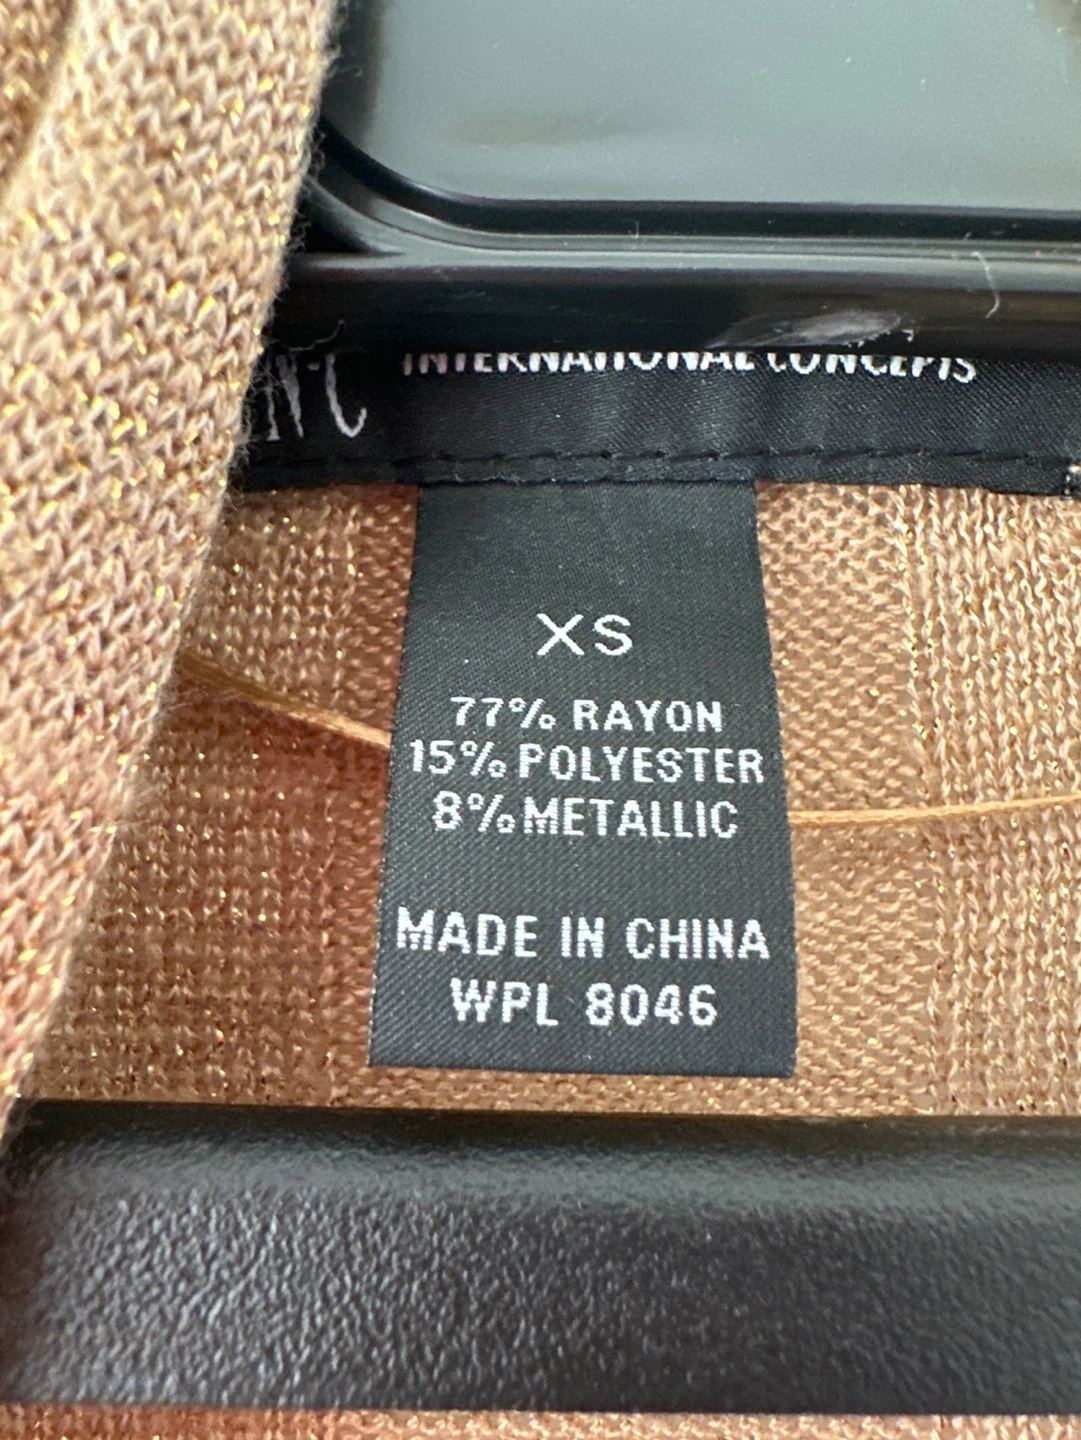 N·C INTERNATIONAL CONCEPTS
XS
77% RAYON
15% POLYESTER
8% METALLIC
MADE IN CHINA
WPL 8046